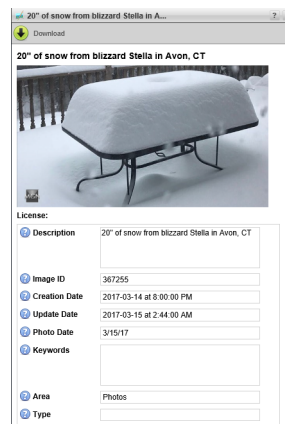 20" of snow from blizzard Stella in A...
?
Download
20" of snow from blizzard Stella in Avon, CT
License:
? Description 20" of snow from blizzard Stella in Avon, CT
? Image ID 367255
? Creation Date 2017-03-14 at 8:00:00 PM
? Update Date 2017-03-15 at 2:44:00 AM
? Photo Date 3/15/17
? Keywords
? Area Photos
? Type